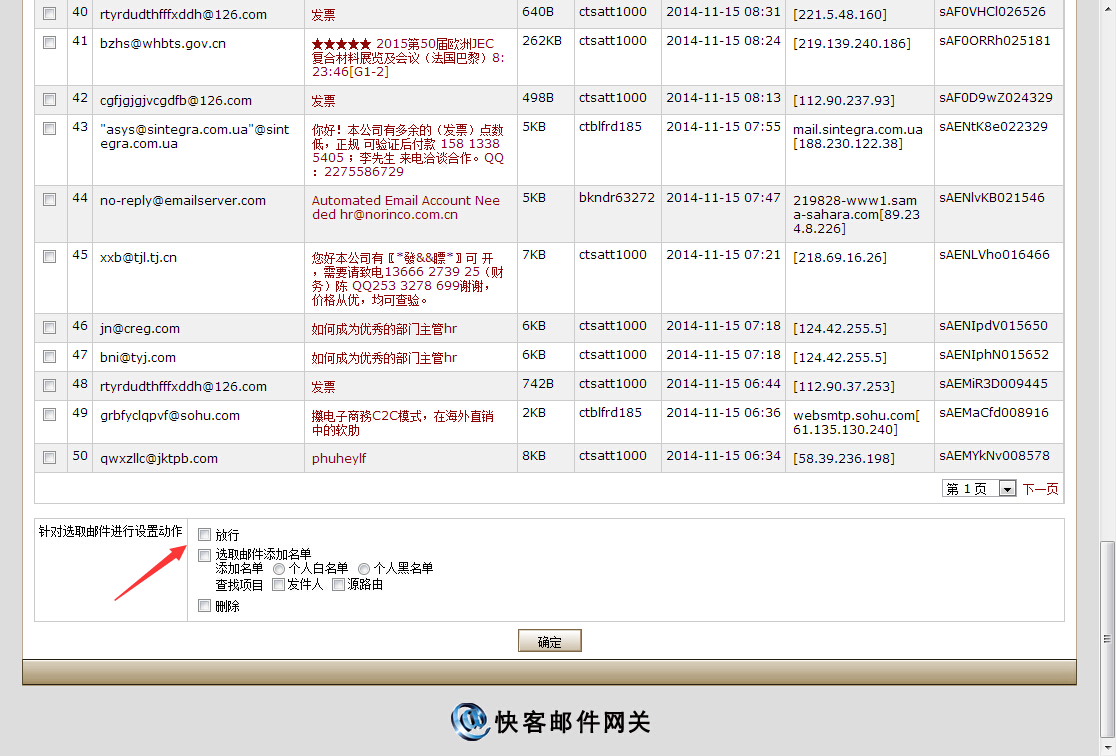 40 rtyrdudthfffxddh@126.com 发票 640B ctsatt1000 2014-11-15 08:31 [221.5.48.160] sAF0VHCl026526
41 bzhs@whbts.gov.cn ★★★★★ 2015第50届欧洲JEC 262KB ctsatt1000 2014-11-15 08:24 [219.139.240.186] sAF0ORRh025181
复合材料展览及会议（法国巴黎）8:
23:46[G1-2]
42 cgfjgjgjvcgdfb@126.com 发票 498B ctsatt1000 2014-11-15 08:13 [112.90.237.93] sAF0D9wZ024329
43 "asys@sintegra.com.ua"@sint 你好！本公司有多余的（发票）点数 5KB ctblfrd185 2014-11-15 07:55 mail.sintegra.com.ua sAENtK8e022329
egra.com.ua 低，正规 可验证后付款 158 1338 [188.230.122.38]
5405；李先生 来电洽谈合作。QQ
：2275586729
44 no-reply@emailserver.com Automated Email Account Nee 5KB bkndr63272 2014-11-15 07:47 219828-www1.sam sAENlvKB021546
ded hr@norinco.com.cn a-sahara.com[89.23
4.8.226]
45 xxb@tjl.tj.cn 您好本公司有〖*發&&瞟*〗可 开 7KB ctsatt1000 2014-11-15 07:21 [218.69.16.26] sAENLVho016466
，需要请致电13666 2739 25（财
务）陈 QQ253 3278 699谢谢，
价格从优，均可查验。
46 jn@creg.com 如何成为优秀的部门主管hr 6KB ctsatt1000 2014-11-15 07:18 [124.42.255.5] sAENIpdV015650
47 bni@tyj.com 如何成为优秀的部门主管hr 6KB ctsatt1000 2014-11-15 07:18 [124.42.255.5] sAENIphN015652
48 rtyrdudthfffxddh@126.com 发票 742B ctsatt1000 2014-11-15 06:44 [112.90.37.253] sAEMiR3D009445
49 grbfyclqpvf@sohu.com 電子商務C2C模式，在海外直销 2KB ctblfrd185 2014-11-15 06:36 websmtp.sohu.com[ sAEMaCfd008916
中的软肋 61.135.130.240]
50 qwxzllc@jktpb.com phuheylf 8KB ctsatt1000 2014-11-15 06:34 [58.39.236.198] sAEMYkNv008578
第 1 页 下一页
针对选取邮件进行设置动作 放行
选取邮件添加名单
添加名单 个人白名单 个人黑名单
查找项目 发件人 源路由
删除
确定
快客邮件网关